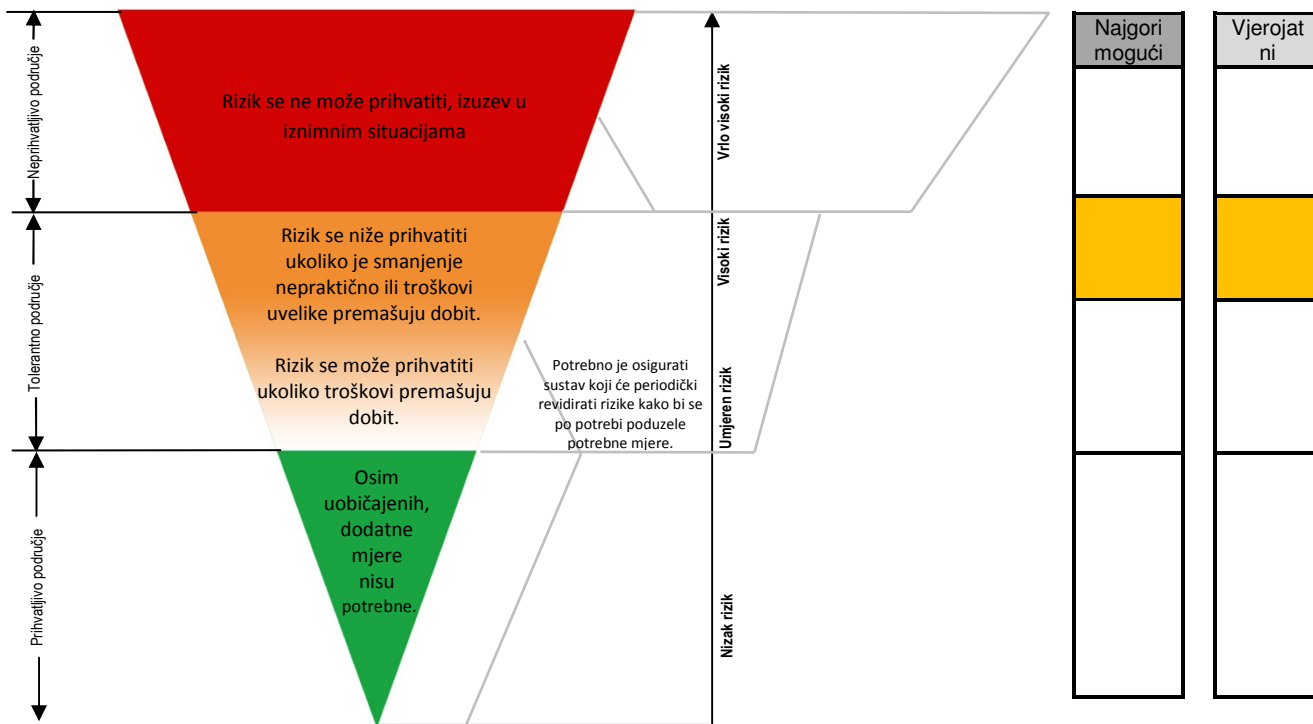 Neprihvatljivo područje
Tolerantno područje
Prihvatljivo područje
Rizik se ne može prihvatiti, izuzev u
iznimnim situacijama
Rizik se niže prihvatiti
ukoliko je smanjenje
nepraktično ili troškovi
uvelike premašuju dobit.
Rizik se može prihvatiti
ukoliko troškovi premašuju
dobit.
Osim
uobičajenih,
dodatne
mjere
nisu
potrebne.
Potrebno je osigurati
sustav koji će periodički
revidirati rizike kako bi se
po potrebi poduzele
potrebne mjere.
Vrlo visoki rizik
Visoki rizik
Umjeren rizik
Nizak rizik
Najgori
mogući
Vjerojat
ni